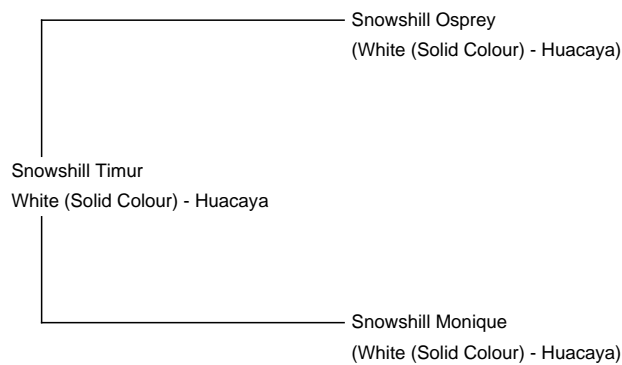 Snowshill Osprey
(White (Solid Colour) - Huacaya)
Snowshill Timur
White (Solid Colour) - Huacaya
Snowshill Monique
(White (Solid Colour) - Huacaya)